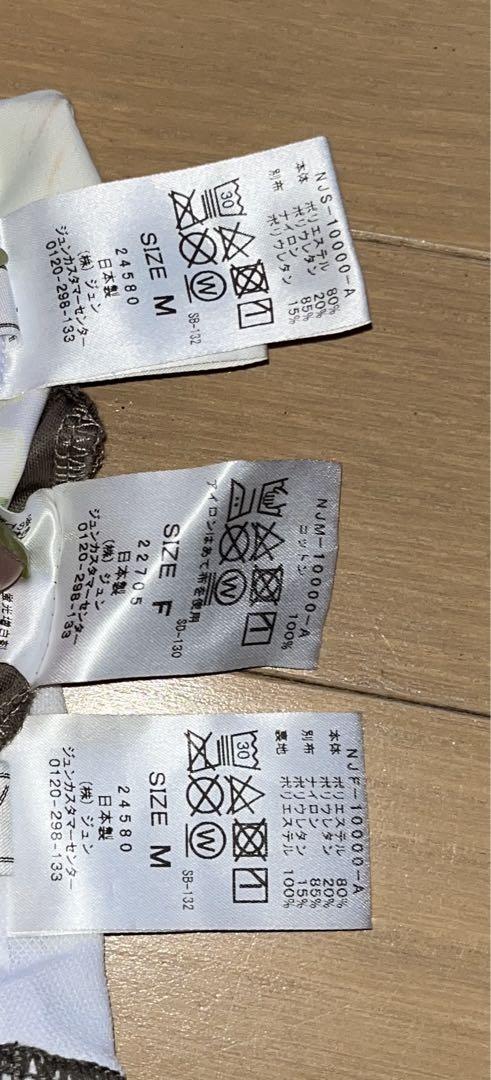 NJS-10000-A
本体 ポリエステル 80%
ポリウレタン 20%
別布 ナイロン 85%
ポリウレタン 15%
30
W
SB-132
SIZE M
24580
日本製
(株) ジュン
ジュンカスタマーセンター
0120-298-133
NJM-10000-A
コットン 100%
W
アイロンはあて布を使用
SD-130
SIZE F
22705
日本製
(株) ジュン
ジュンカスタマーセンター
0120-298-133
NJF-10000-A
本体 ポリエステル 80%
ポリウレタン 20%
別布 ナイロン 85%
ポリウレタン 15%
裏地 ポリエステル 100%
30
W
SB-132
SIZE M
24580
日本製
(株) ジュン
ジュンカスタマーセンター
0120-298-133